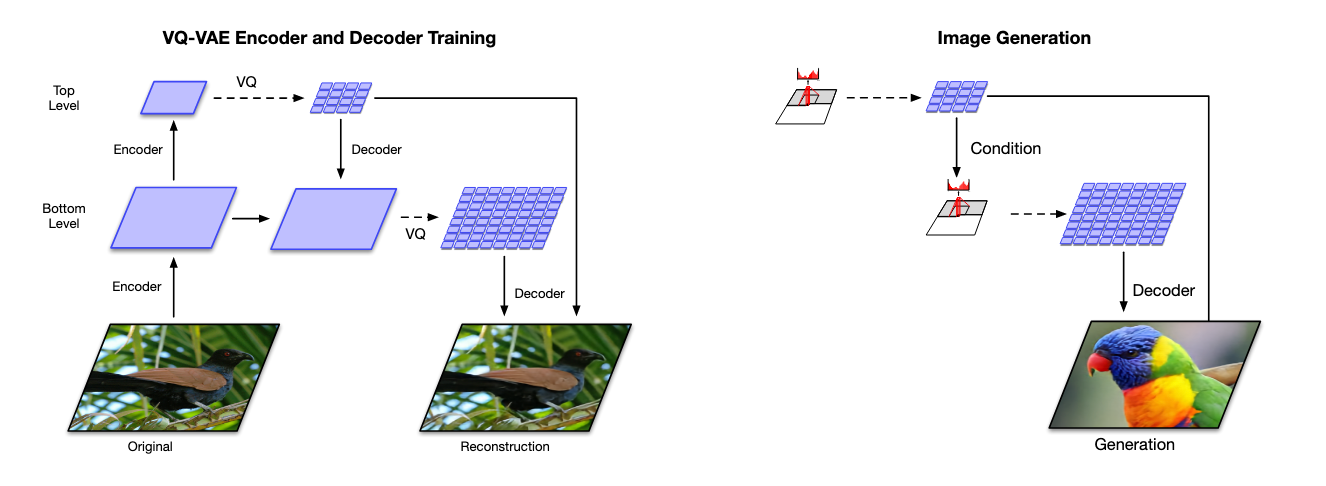 VQ-VAE Encoder and Decoder Training
Image Generation
Top
Level
VQ
Encoder
Decoder
Condition
Bottom
Level
VQ
Encoder
Decoder
Decoder
Original
Reconstruction
Generation